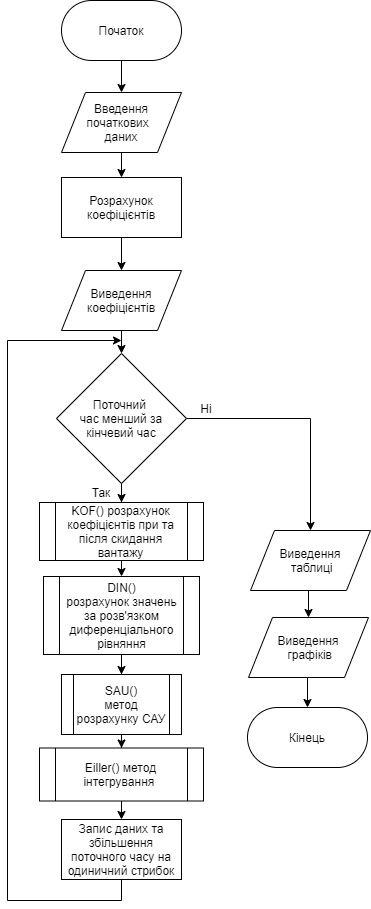 Початок
Введення
початкових
даних
Розрахунок
коефіцієнтів
Виведення
коефіцієнтів
Поточний
час менший за
кінчевий час
Ні
Так
KOF() розрахунок
коефіцієнтів при та
після скидання
вантажу
DIN()
розрахунок значень
за розв'язком
диференціального
рівняння
SAU()
метод
розрахунку САУ
Eiller() метод
інтегрування
Запис даних та
збільшення
поточного часу на
одиничний стрибок
Виведення
таблиці
Виведення
графіків
Кінець